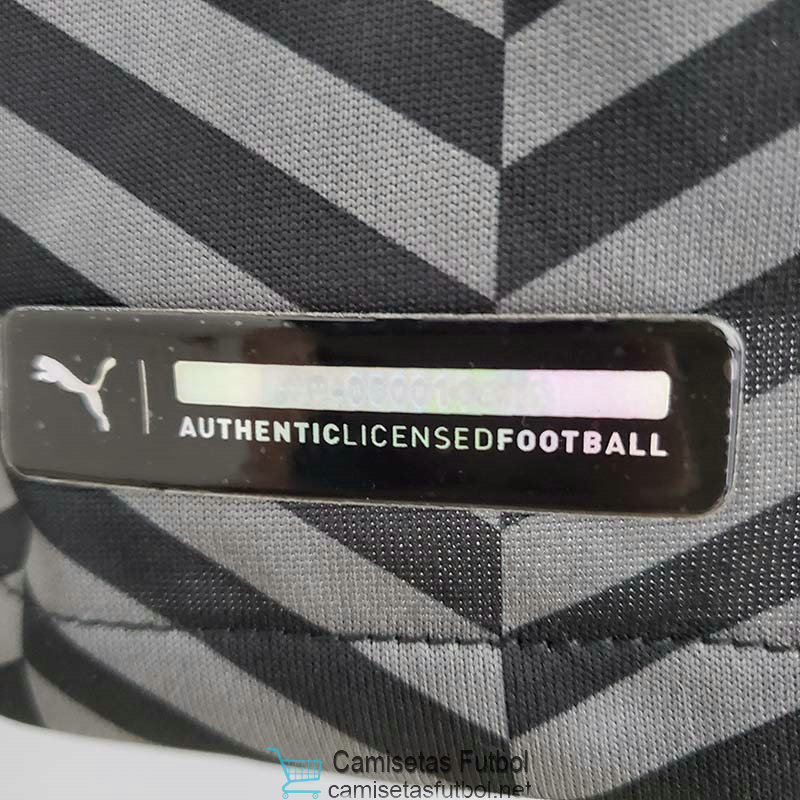 AUTHENTICLICENSEDFOOTBALL
Camisetas Futbol
camisetasfutbol.net